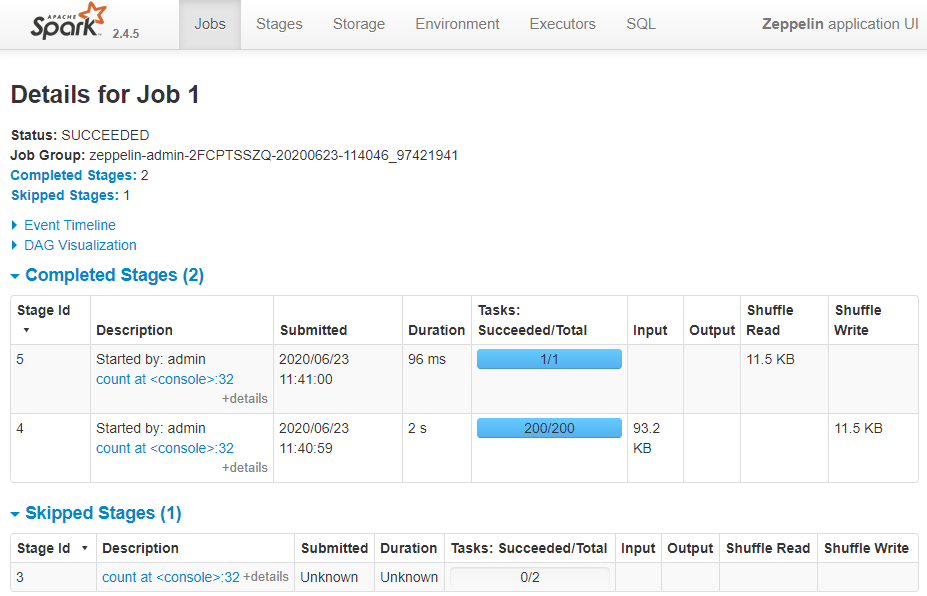 APACHE
Spark 2.4.5 Jobs Stages Storage Environment Executors SQL Zeppelin application UI
Details for Job 1
Status: SUCCEEDED
Job Group: zeppelin-admin-2FCPTSSZQ-20200623-114046_97421941
Completed Stages: 2
Skipped Stages: 1
Event Timeline
DAG Visualization
Completed Stages (2)
Stage Id Description Submitted Duration Tasks: Succeeded/Total Input Output Shuffle Read Shuffle Write
5 Started by: admin 2020/06/23 96 ms 1/1 11.5 KB
count at <console>:32 11:41:00
+details
4 Started by: admin 2020/06/23 2 s 200/200 93.2 11.5 KB
count at <console>:32 11:40:59 KB
+details
Skipped Stages (1)
Stage Id Description Submitted Duration Tasks: Succeeded/Total Input Output Shuffle Read Shuffle Write
3 count at <console>:32 +details Unknown Unknown 0/2